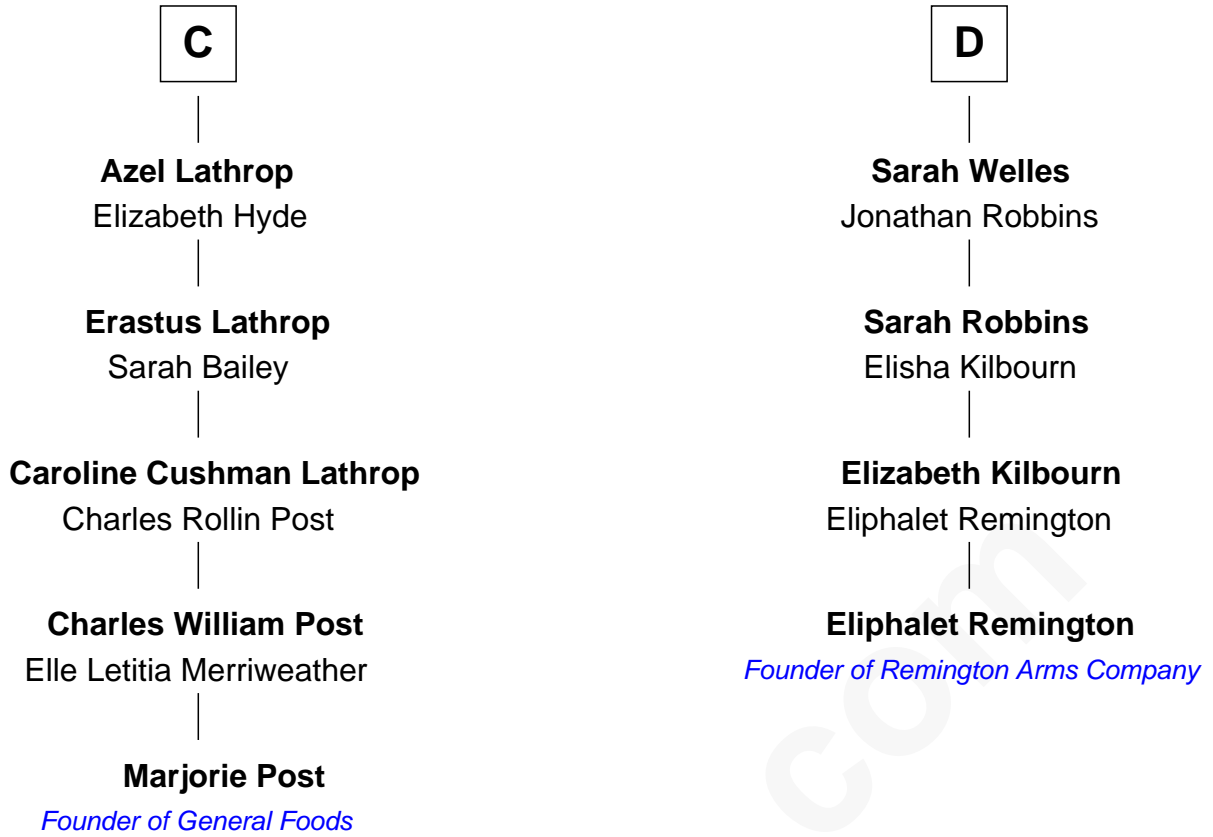 C
Azel Lathrop
Elizabeth Hyde
Erastus Lathrop
Sarah Bailey
Caroline Cushman Lathrop
Charles Rollin Post
Charles William Post
Elle Letitia Merriweather
Marjorie Post
Founder of General Foods
D
Sarah Welles
Jonathan Robbins
Sarah Robbins
Elisha Kilbourn
Elizabeth Kilbourn
Eliphalet Remington
Eliphalet Remington
Founder of Remington Arms Company
com